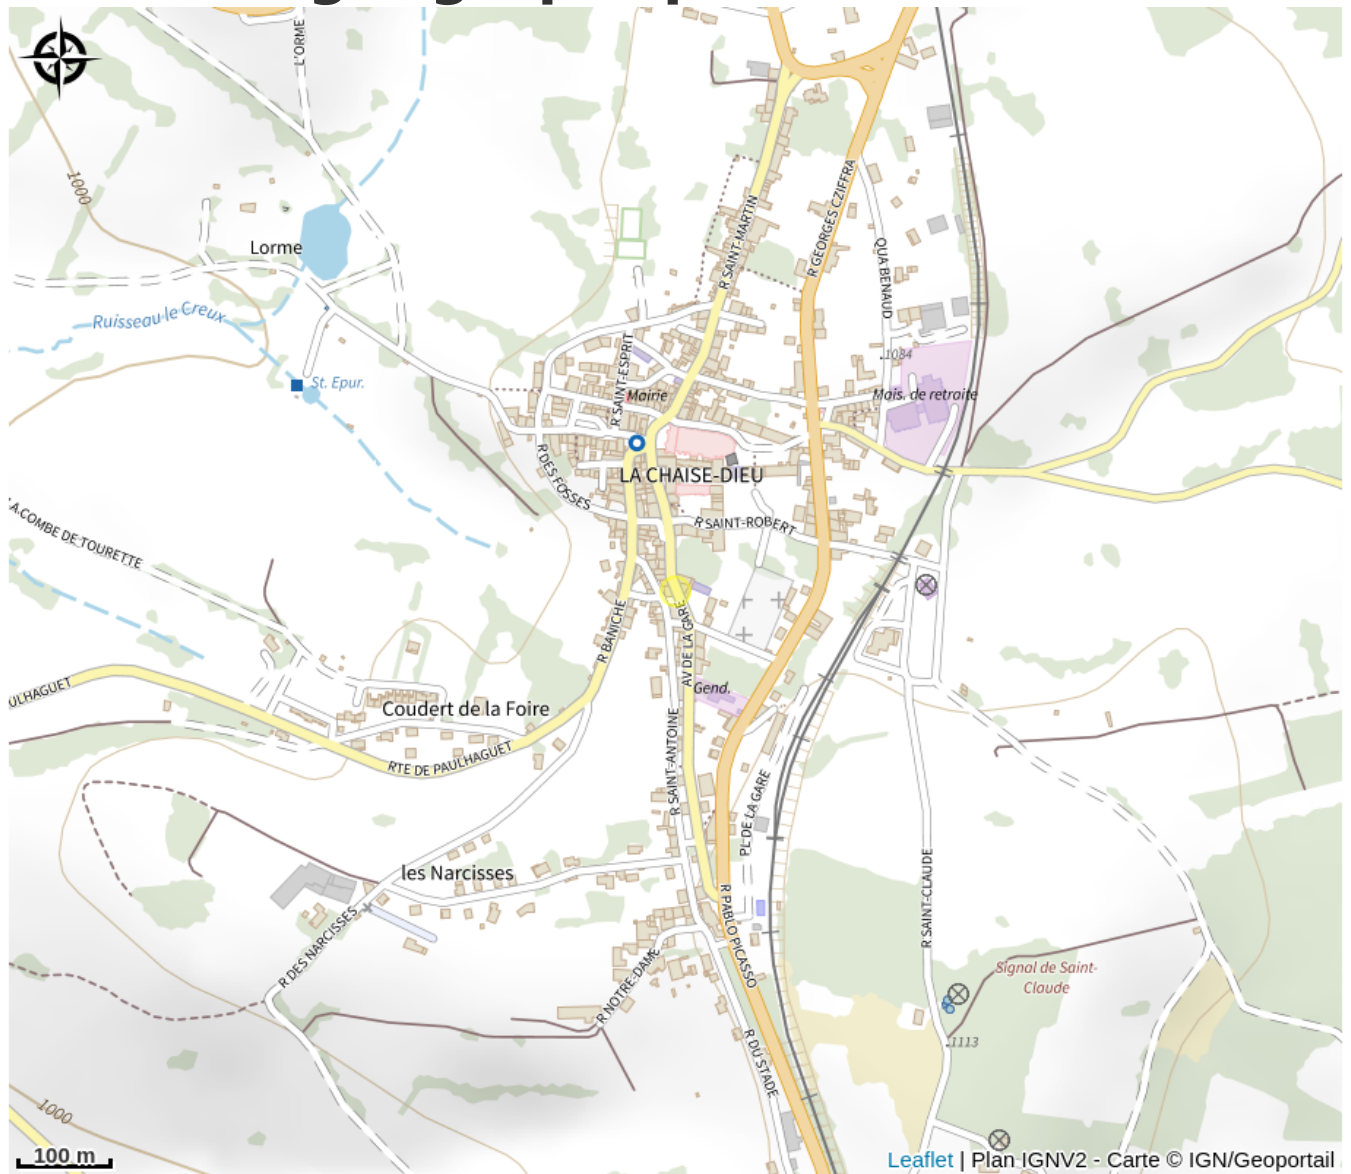 L'ORME
1000
R SAINT-MARTIN
R GEORGES CZIFFRA
QUA BENAUD
Lorme
Ruisseau le Creux
St. Epur.
R SAINT-ESPRIT
Mairie
.1084
Mais. de retraite
LA CHAISE-DIEU
R DES FOSSES
R SAINT-ROBERT
LA COMBE DE TOURETTE
R BANICHE
AV DE LA GARE
Gend.
ULHAGUET
Coudert de la Foire
RTE DE PAULHAGUET
R SAINT-ANTOINE
PL DE LA GARE
les Narcisses
R SAINT-CLAUDE
R PABLO PICASSO
R DES NARCISSES
R NOTRE-DAME
Signal de Saint-
Claude
.1113
R DU STADE
1000
100 m
Leaflet | Plan IGNV2 - Carte © IGN/Geoportail